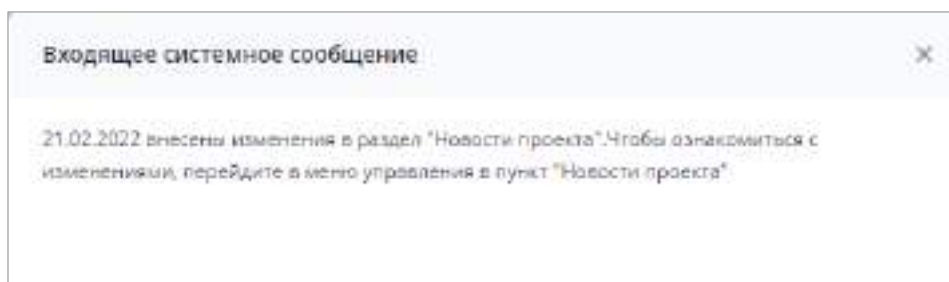 Входящее системное сообщение
21.02.2022 внесены изменения в раздел "Новости проекта".Чтобы ознакомиться с
изменениями, перейдите в меню управления в пункт "Новости проекта"